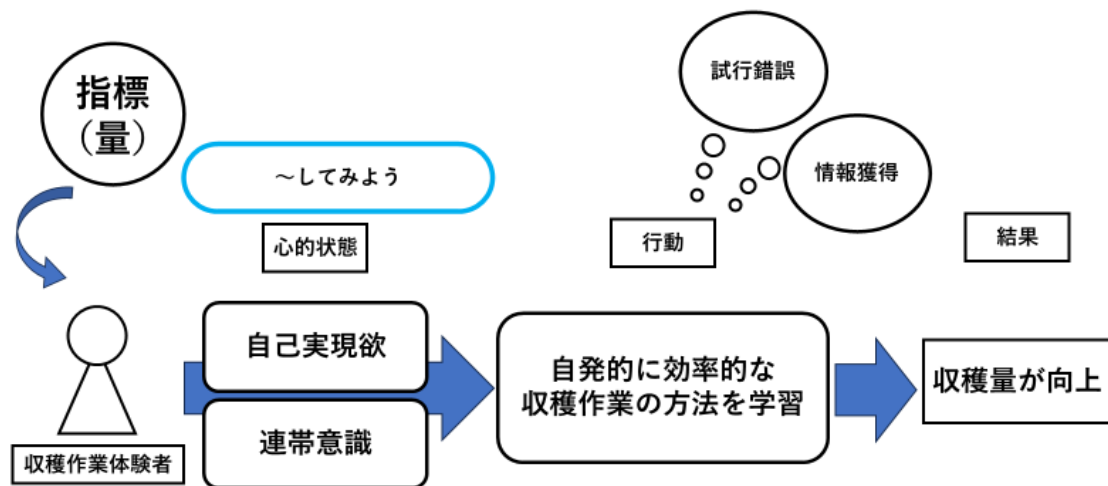 指標
（量）
～してみよう
心的状態
試行錯誤
情報獲得
行動
結果
収穫作業体験者
自己実現欲
連帯意識
自発的に効率的な
収穫作業の方法を学習
収穫量が向上